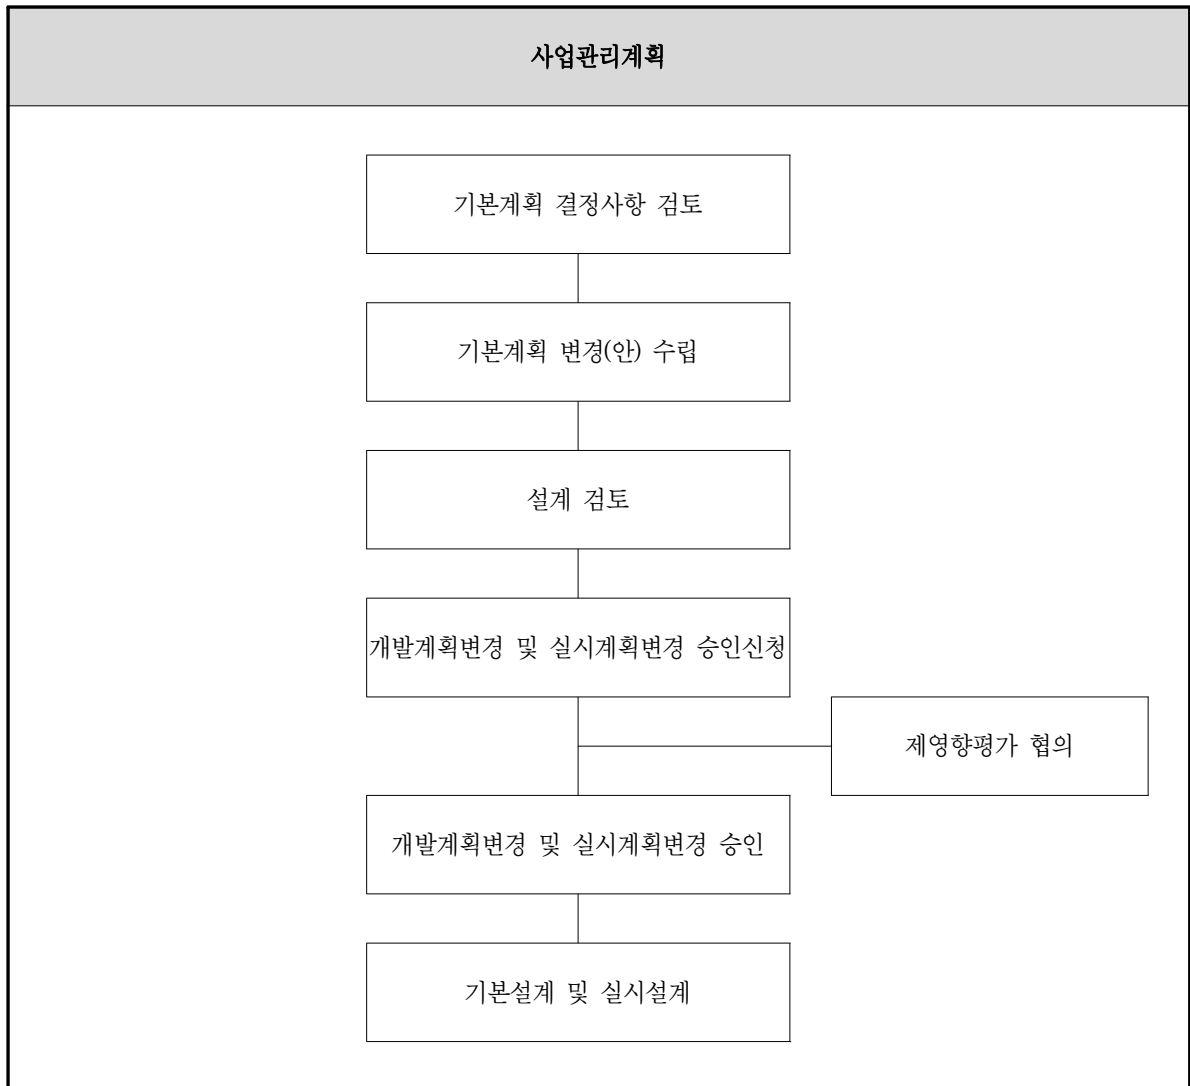 사업관리계획
기본계획 결정사항 검토
기본계획 변경(안) 수립
설계 검토
개발계획변경 및 실시계획변경 승인신청
제영향평가 협의
개발계획변경 및 실시계획변경 승인
기본설계 및 실시설계